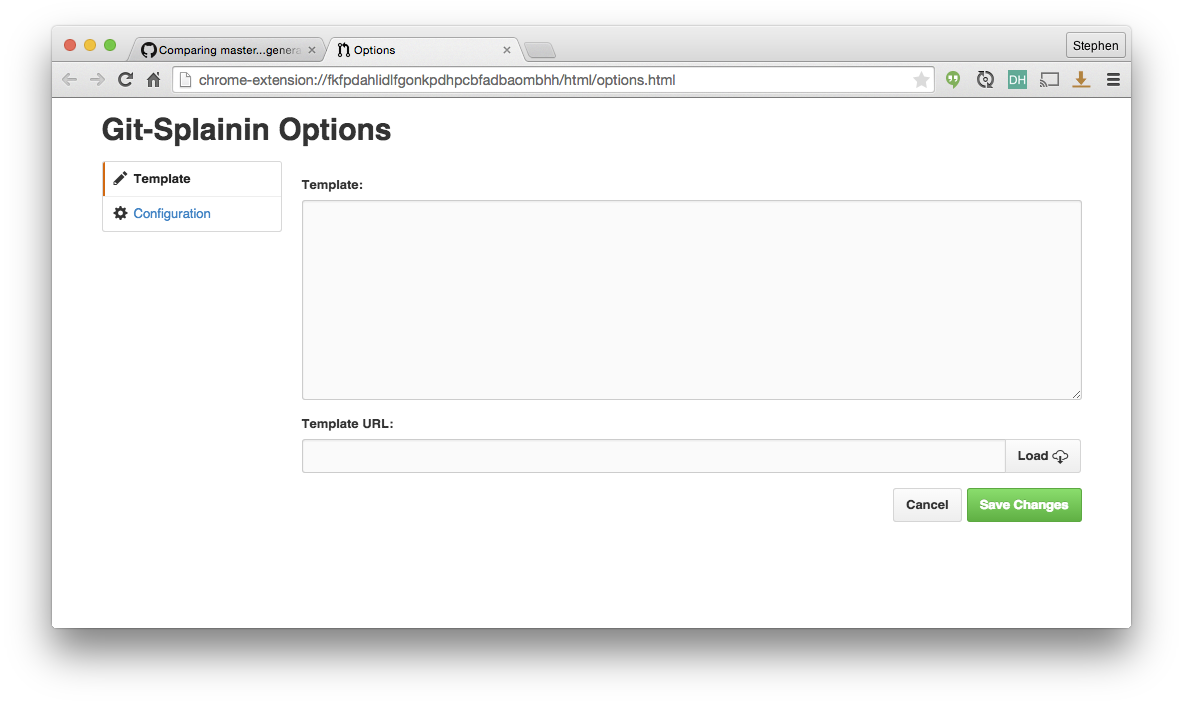 Comparing master...genera
Options
Stephen
chrome-extension://fkfpdahlidlfgonkpdhpcbfadbaombhh/html/options.html
DH
Git-Splainin Options
Template
Configuration
Template:
Template URL:
Load
Cancel
Save Changes